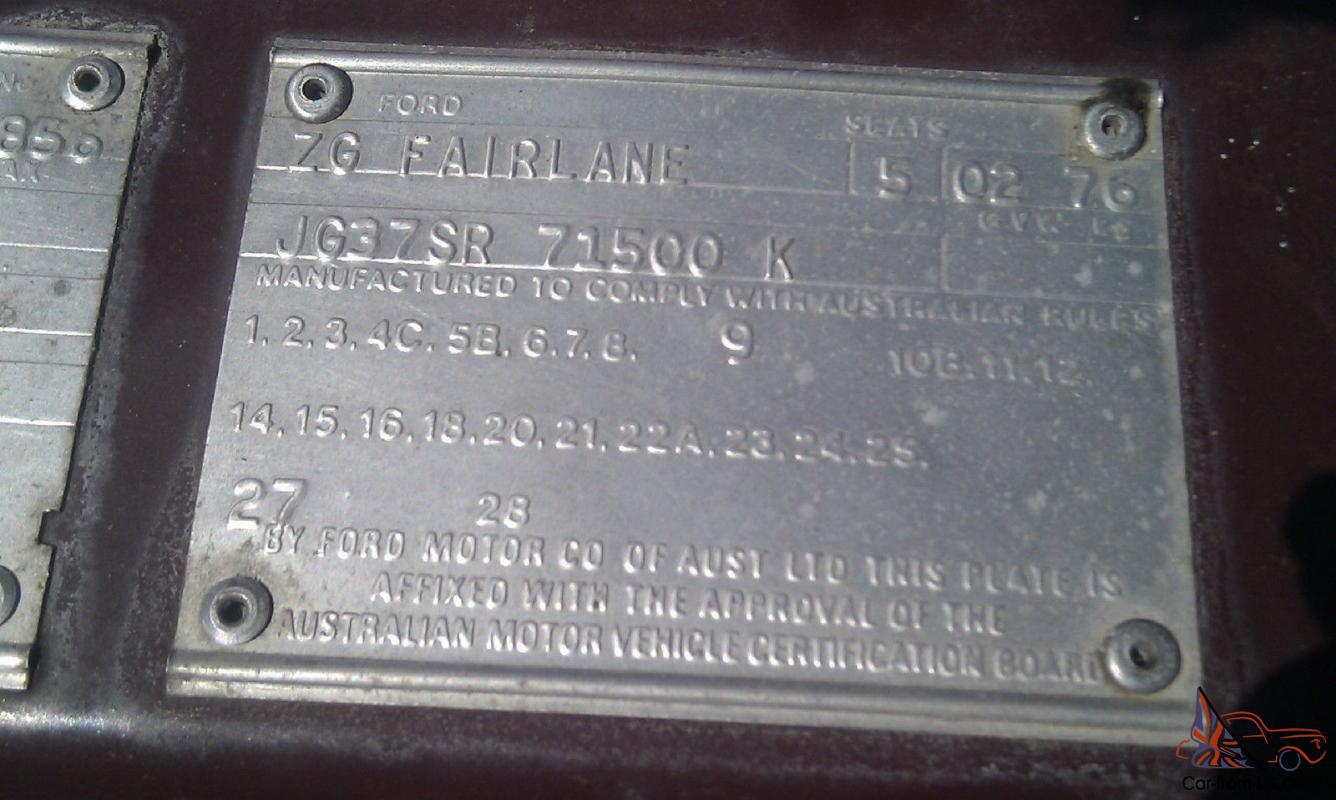 856
FORD
SEATS
ZG FAIRLANE 5 02 76
JG37SR 71500 K
MANUFACTURED TO COMPLY WITH AUSTRALIAN RULES
1. 2. 3. 4C. 5B. 6. 7. 8. 9 10B. 11. 12.
14. 15. 16. 18. 20. 21. 22A. 23. 24. 25.
27 28
BY FORD MOTOR CO OF AUST LTD THIS PLATE IS
AFFIXED WITH THE APPROVAL OF THE
AUSTRALIAN MOTOR VEHICLE CERTIFICATION BOARD
Car-from-UK.com